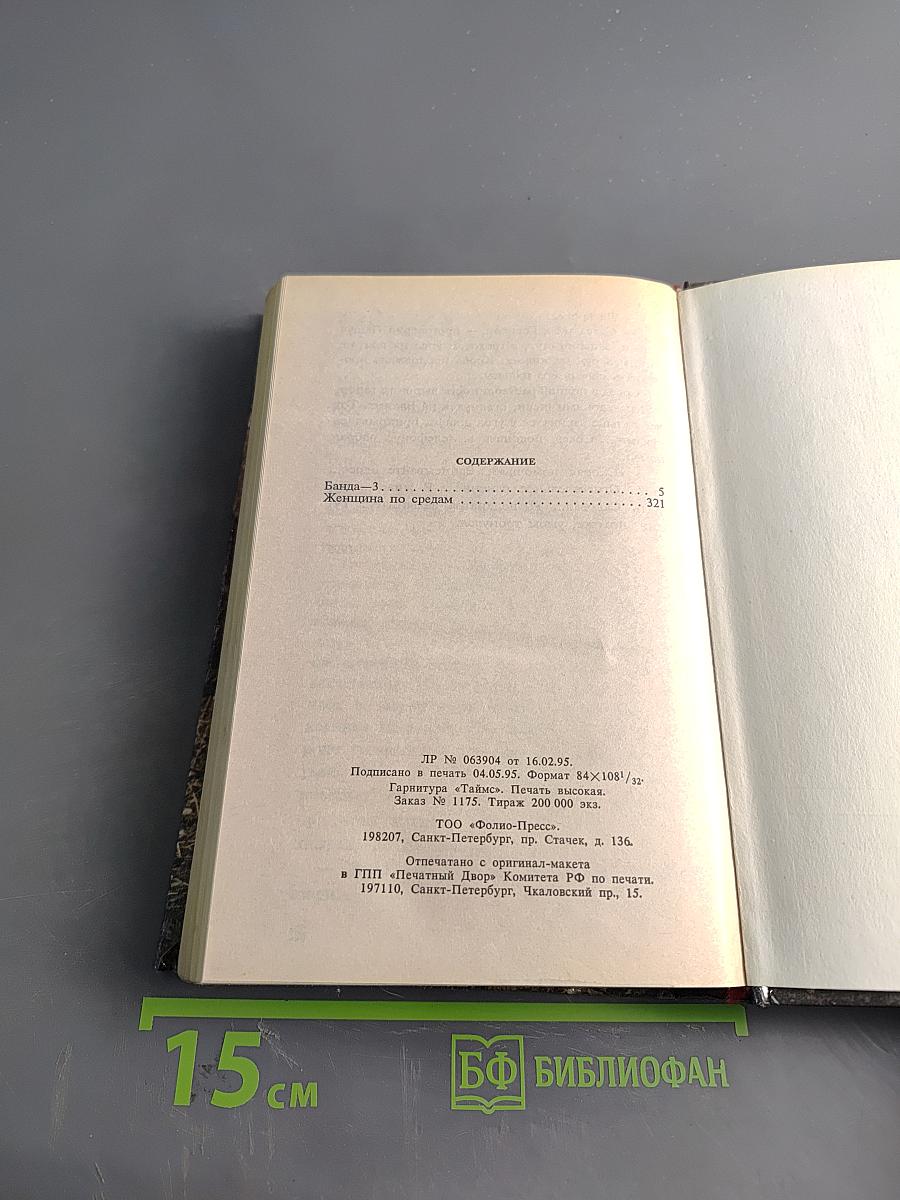 СОДЕРЖАНИЕ
Банда—3. . . . . . . . . . . . . . . . . . . . . . . . . . . . . . . . . . 5
Женщина по средам . . . . . . . . . . . . . . . . . . . . . . . . 321
ЛР № 063904 от 16.02.95.
Подписано в печать 04.05.95. Формат 84×108¹/₃₂.
Гарнитура «Таймс». Печать высокая.
Заказ № 1175. Тираж 200 000 экз.
ТОО «Фолио-Пресс».
198207, Санкт-Петербург, пр. Стачек, д. 136.
Отпечатано с оригинал-макета
в ГПП «Печатный Двор» Комитета РФ по печати.
197110, Санкт-Петербург, Чкаловский пр., 15.
15 см
БФ БИБЛИОФАН